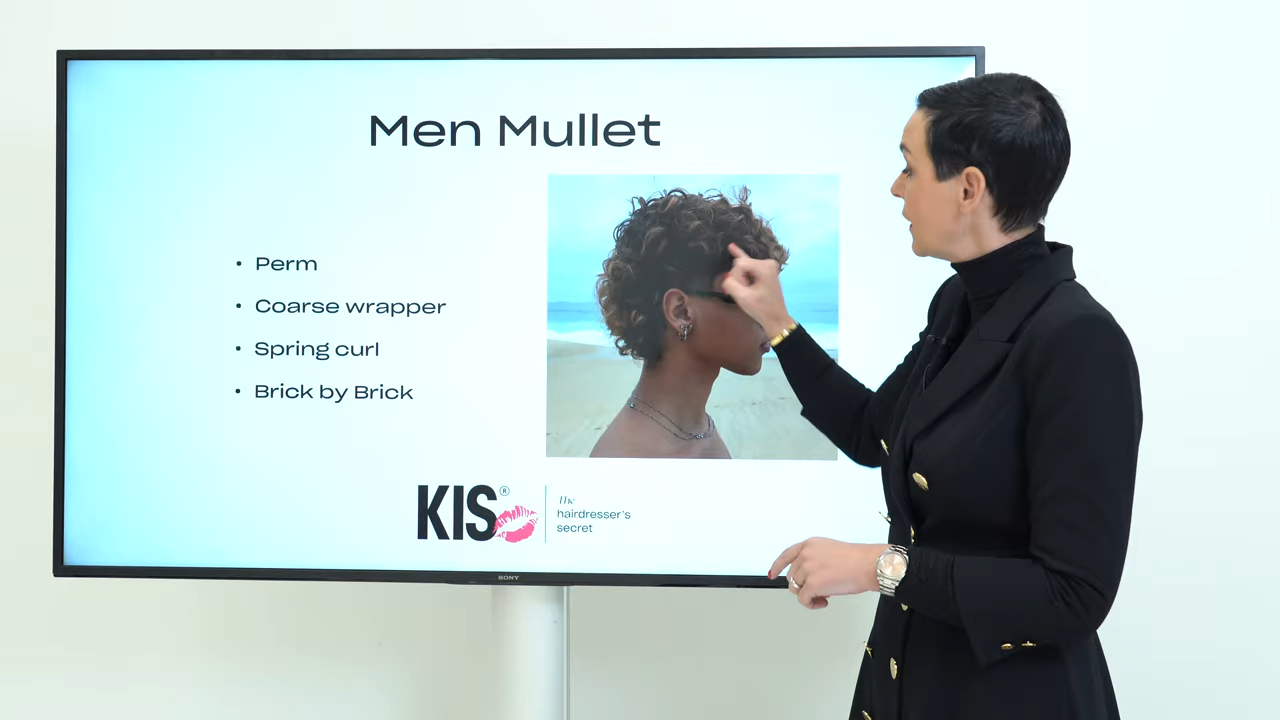 Men Mullet
• Perm
• Coarse wrapper
• Spring curl
• Brick by Brick
KIS®
The
hairdresser's
secret
SONY